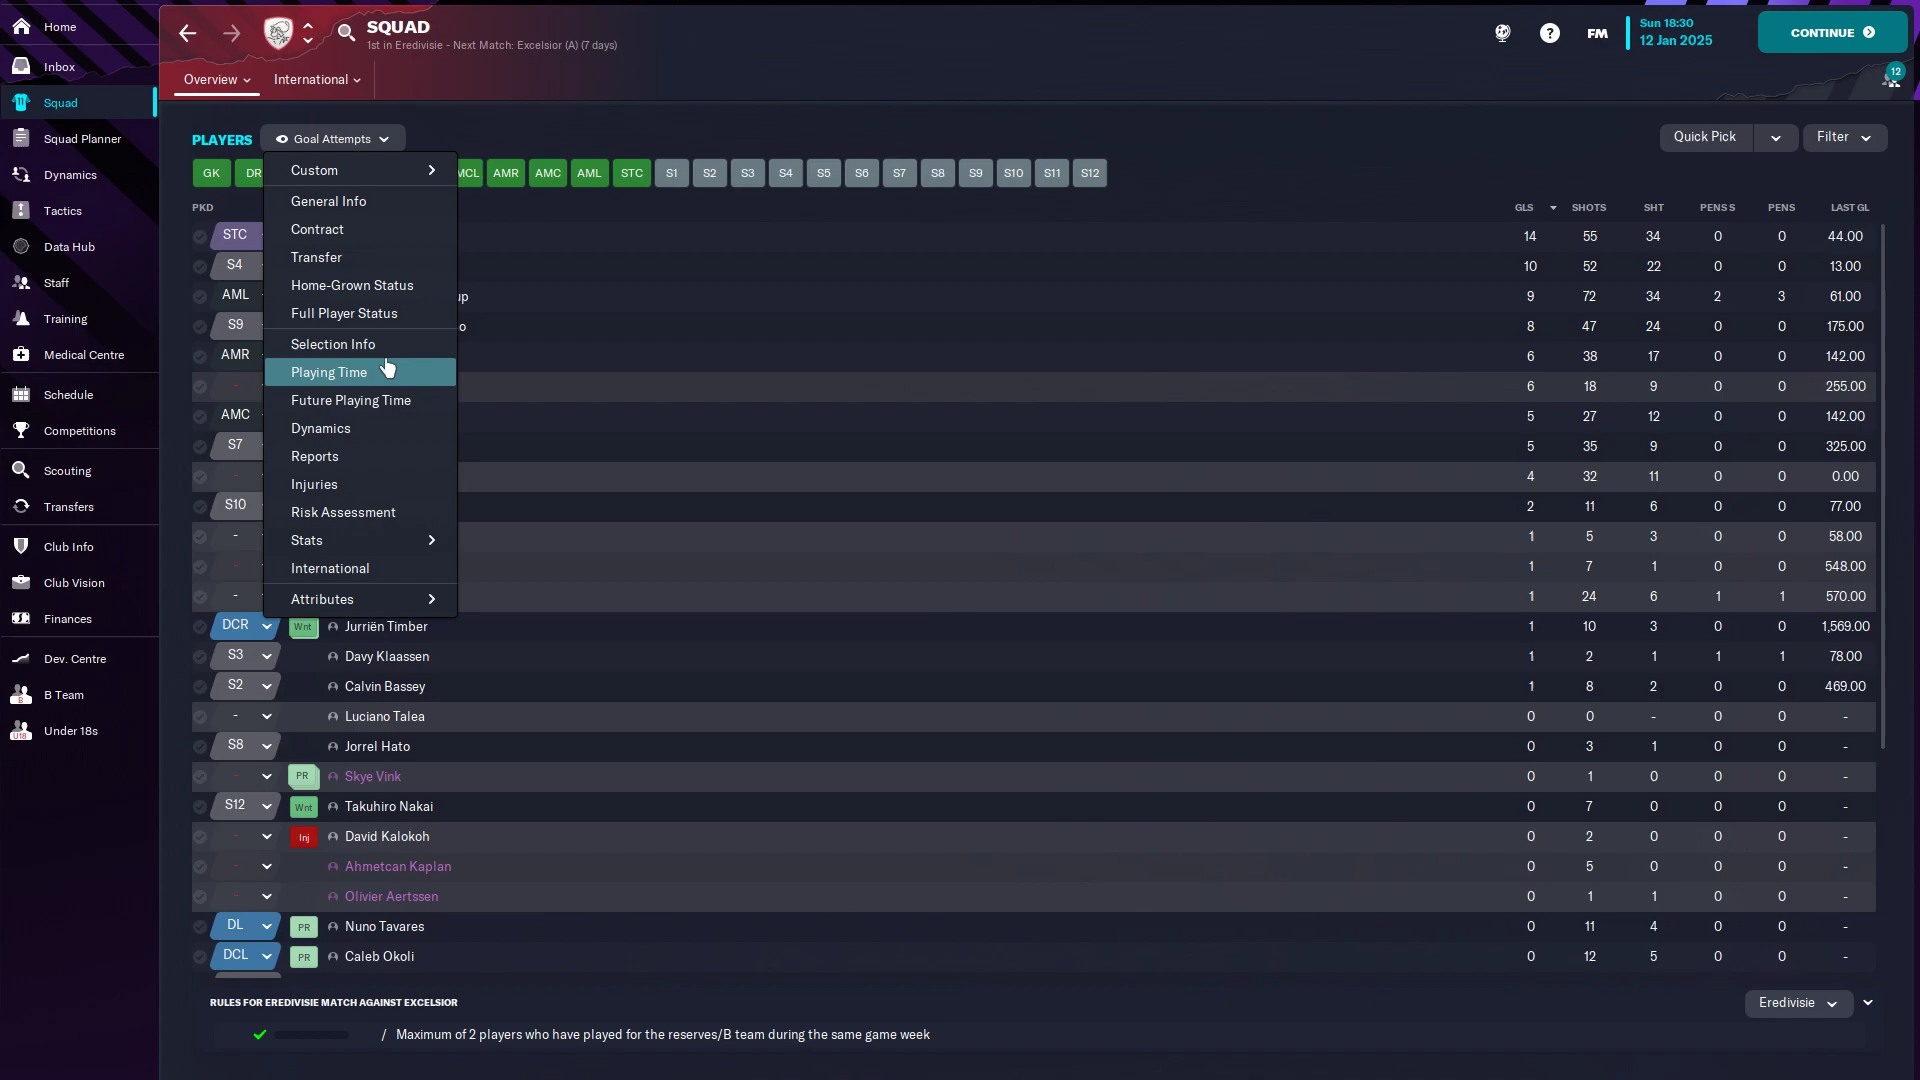 Home
Inbox
Squad
Squad Planner
Dynamics
Tactics
Data Hub
Staff
Training
Medical Centre
Schedule
Competitions
Scouting
Transfers
Club Info
Club Vision
Finances
Dev. Centre
B
B Team
U18
Under 18s
SQUAD
1st in Eredivisie - Next Match: Excelsior (A) (7 days)
? FM Sun 18:30
12 Jan 2025
CONTINUE
Overview International
12
PLAYERS Goal Attempts Quick Pick Filter
GK DR MCL AMR AMC AML STC S1 S2 S3 S4 S5 S6 S7 S8 S9 S10 S11 S12
Custom
General Info
Contract
Transfer
Home-Grown Status
Full Player Status
Selection Info
Playing Time
Future Playing Time
Dynamics
Reports
Injuries
Risk Assessment
Stats
International
Attributes
PKD GLS SHOTS SHT PENS S PENS LAST GL
STC 14 55 34 0 0 44.00
S4 10 52 22 0 0 13.00
AML up 9 72 34 2 3 61.00
S9 o 8 47 24 0 0 175.00
AMR 6 38 17 0 0 142.00
- 6 18 9 0 0 255.00
AMC 5 27 12 0 0 142.00
S7 5 35 9 0 0 325.00
- 4 32 11 0 0 0.00
S10 2 11 6 0 0 77.00
- 1 5 3 0 0 58.00
- 1 7 1 0 0 548.00
- 1 24 6 1 1 570.00
DCR Wnt Jurriën Timber 1 10 3 0 0 1,569.00
S3 Davy Klaassen 1 2 1 1 1 78.00
S2 Calvin Bassey 1 8 2 0 0 469.00
- Luciano Talea 0 0 - 0 0 -
S8 Jorrel Hato 0 3 1 0 0 -
- PR Skye Vink 0 1 0 0 0 -
S12 Wnt Takuhiro Nakai 0 7 0 0 0 -
- Inj David Kalokoh 0 2 0 0 0 -
- Ahmetcan Kaplan 0 5 0 0 0 -
- Olivier Aertssen 0 1 1 0 0 -
DL PR Nuno Tavares 0 11 4 0 0 -
DCL PR Caleb Okoli 0 12 5 0 0 -
RULES FOR EREDIVISIE MATCH AGAINST EXCELSIOR Eredivisie
/ Maximum of 2 players who have played for the reserves/B team during the same game week